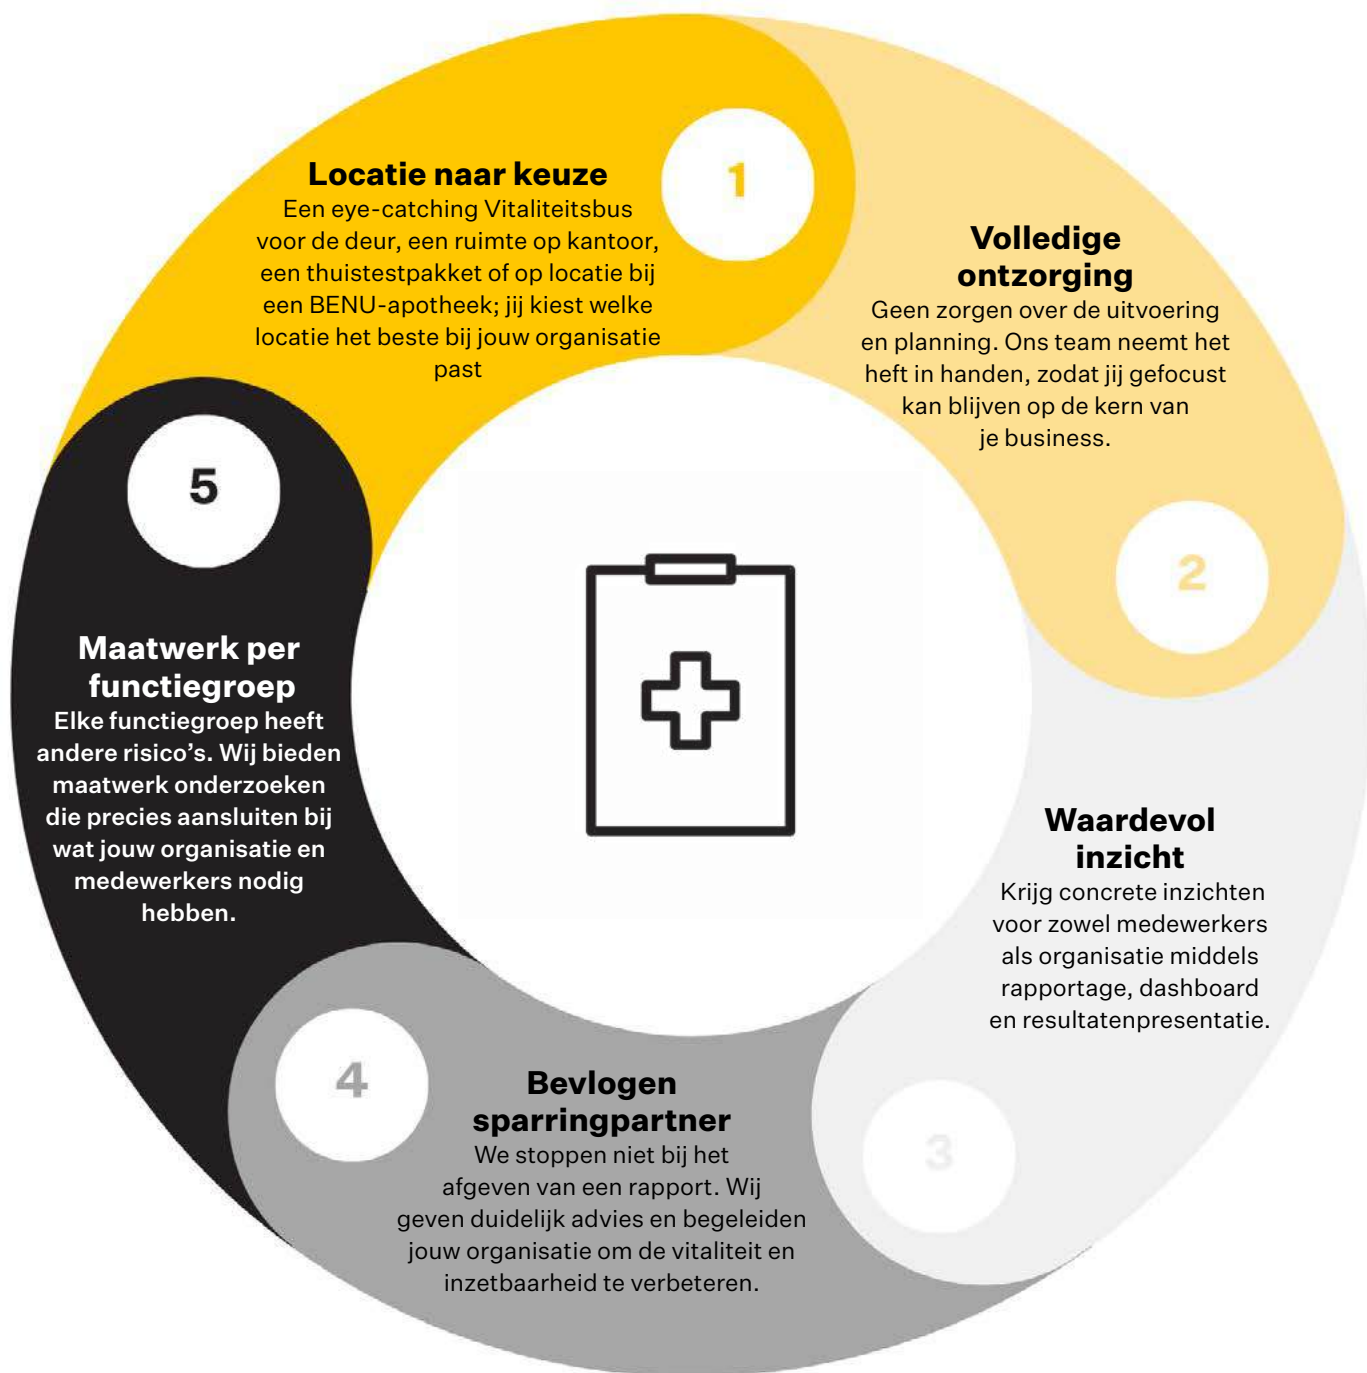 1
Locatie naar keuze
Een eye-catching Vitaliteitsbus
voor de deur, een ruimte op kantoor,
een thuistestpakket of op locatie bij
een BENU-apotheek; jij kiest welke
locatie het beste bij jouw organisatie
past
Volledige
ontzorging
Geen zorgen over de uitvoering
en planning. Ons team neemt het
heft in handen, zodat jij gefocust
kan blijven op de kern van
je business.
2
Waardevol
inzicht
Krijg concrete inzichten
voor zowel medewerkers
als organisatie middels
rapportage, dashboard
en resultatenpresentatie.
3
4
Bevlogen
sparringpartner
We stoppen niet bij het
afgeven van een rapport. Wij
geven duidelijk advies en begeleiden
jouw organisatie om de vitaliteit en
inzetbaarheid te verbeteren.
5
Maatwerk per
functiegroep
Elke functiegroep heeft
andere risico's. Wij bieden
maatwerk onderzoeken
die precies aansluiten bij
wat jouw organisatie en
medewerkers nodig
hebben.